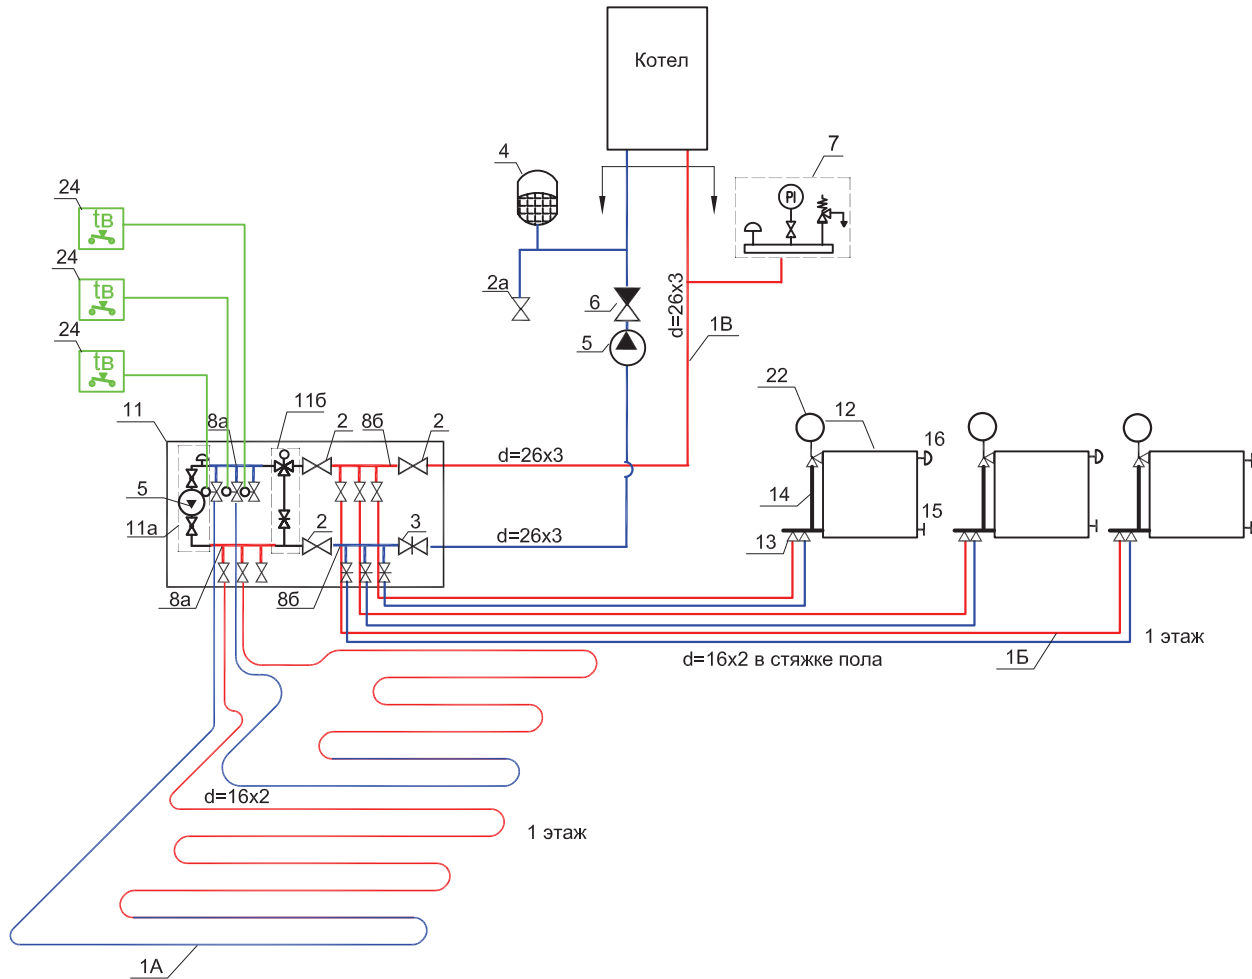 Котел
4
7
PI
24
tв
24
tв
24
tв
2а
6
5
d=26x3
1В
11
8а
11б
2
8б
2
22
12
16
d=26x3
5
14
15
11а
2
3
d=26x3
13
8а
8б
1 этаж
d=16x2 в стяжке пола
1Б
d=16x2
1 этаж
1А